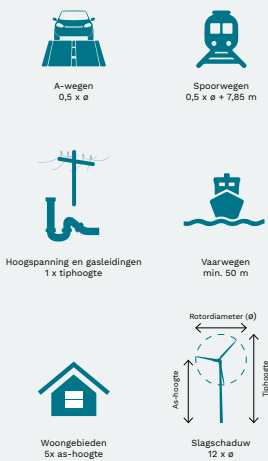 A-wegen
0,5 x ø
Spoorwegen
0,5 x ø + 7,85 m
Hoogspanning en gasleidingen
1 x tiphoogte
Vaarwegen
min. 50 m
Rotordiameter (ø)
As-hoogte
Tiphoogte
Woongebieden
5x as-hoogte
Slagschaduw
12 x ø